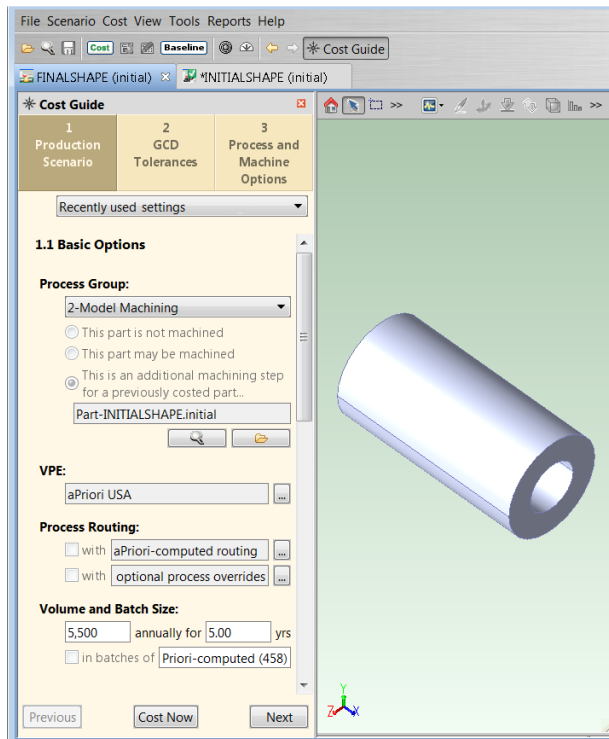 File Scenario Cost View Tools Reports Help
Cost Baseline Cost Guide
FINALSHAPE (initial) *INITIALSHAPE (initial)
Cost Guide
>> >>
1 2 3
Production GCD Process and
Scenario Tolerances Machine
Options
Recently used settings
1.1 Basic Options
Process Group:
2-Model Machining
This part is not machined
This part may be machined
This is an additional machining step
for a previously costed part...
Part-INITIALSHAPE.initial
VPE:
aPriori USA ...
Process Routing:
with aPriori-computed routing ...
with optional process overrides ...
Volume and Batch Size:
5,500 annually for 5.00 yrs
in batches of Priori-computed (458)
Previous Cost Now Next
Y
Z X